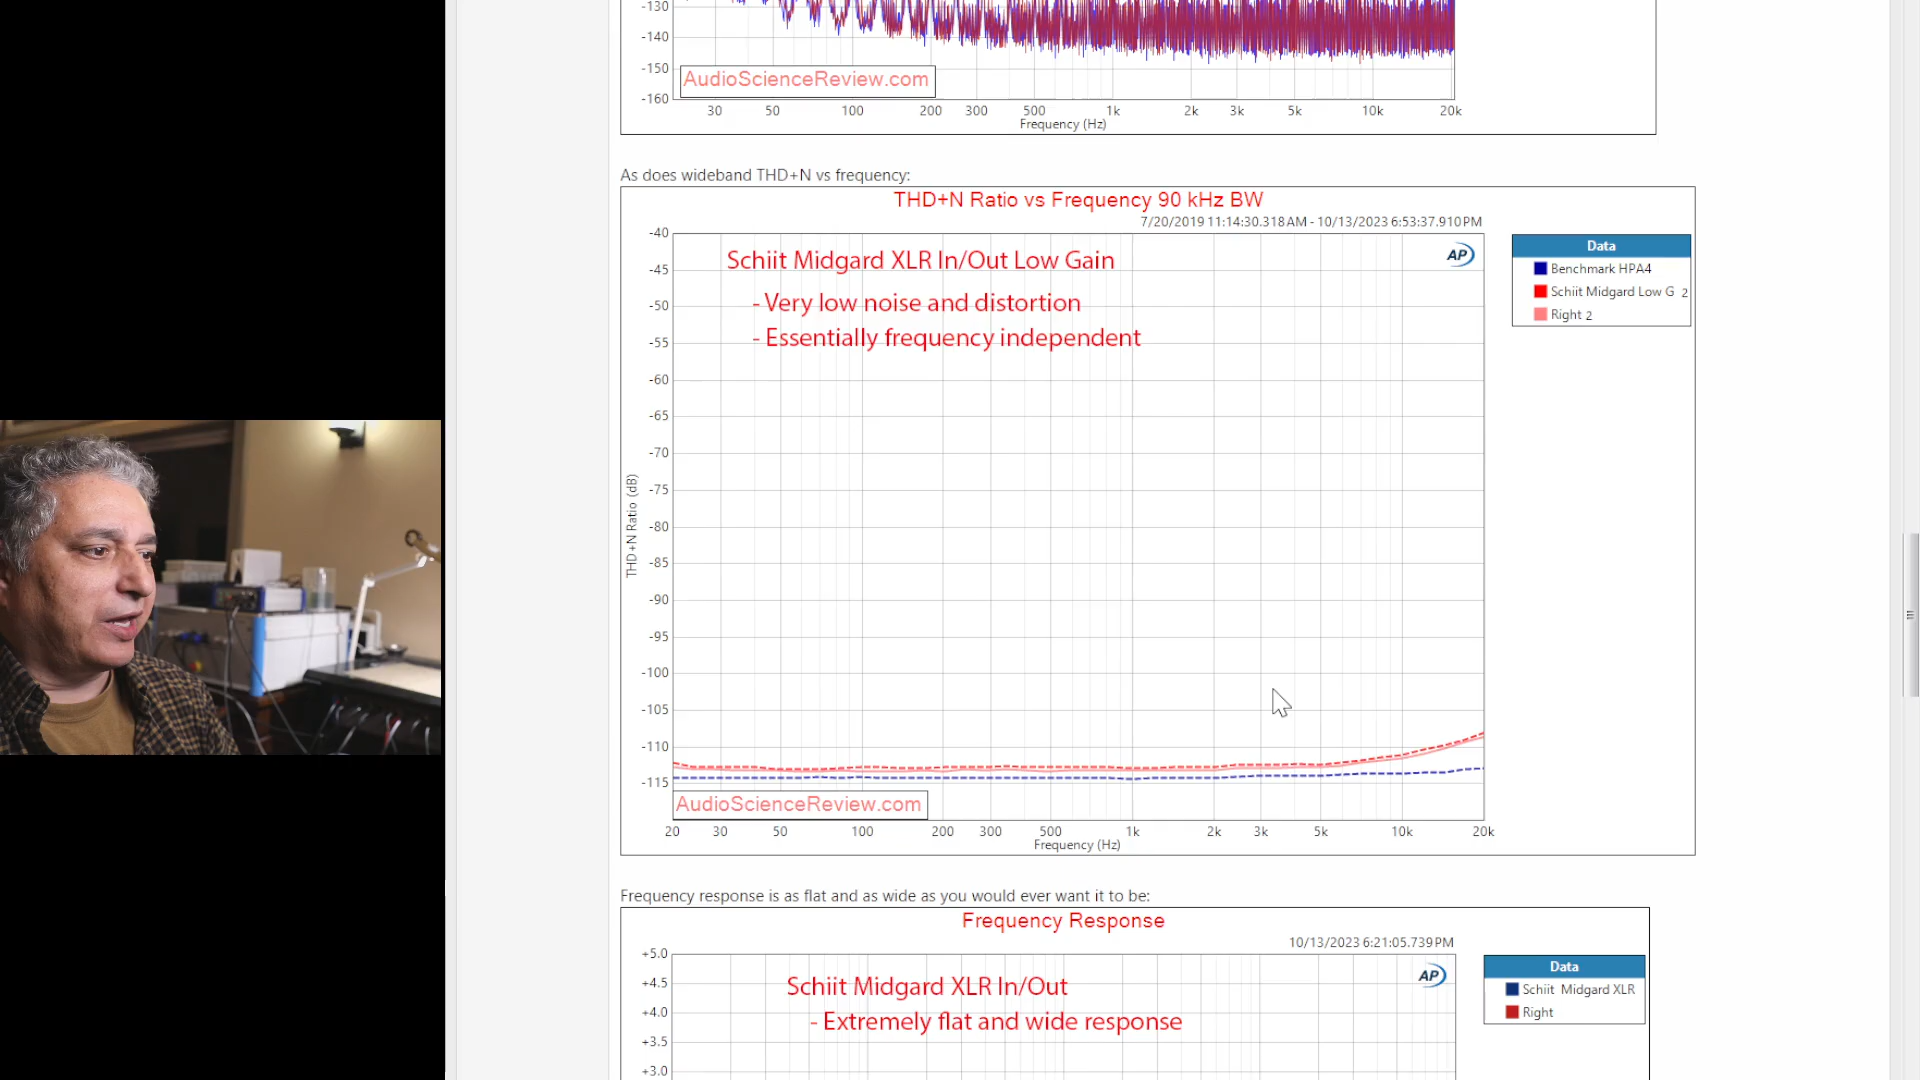 -130
-140
-150
-160
AudioScienceReview.com
30 50 100 200 300 500 1k 2k 3k 5k 10k 20k
Frequency (Hz)
As does wideband THD+N vs frequency:
THD+N Ratio vs Frequency 90 kHz BW
7/20/2019 11:14:30.318AM - 10/13/2023 6:53:37.910PM
-40
-45
-50
-55
-60
-65
-70
-75
-80
-85
-90
-95
-100
-105
-110
-115
THD+N Ratio (dB)
Schiit Midgard XLR In/Out Low Gain
- Very low noise and distortion
- Essentially frequency independent
AP
Data
Benchmark HPA4
Schiit Midgard Low G 2
Right 2
AudioScienceReview.com
20 30 50 100 200 300 500 1k 2k 3k 5k 10k 20k
Frequency (Hz)
Frequency response is as flat and as wide as you would ever want it to be:
Frequency Response
10/13/2023 6:21:05.739PM
+5.0
+4.5
+4.0
+3.5
+3.0
Schiit Midgard XLR In/Out
- Extremely flat and wide response
AP
Data
Schiit Midgard XLR
Right